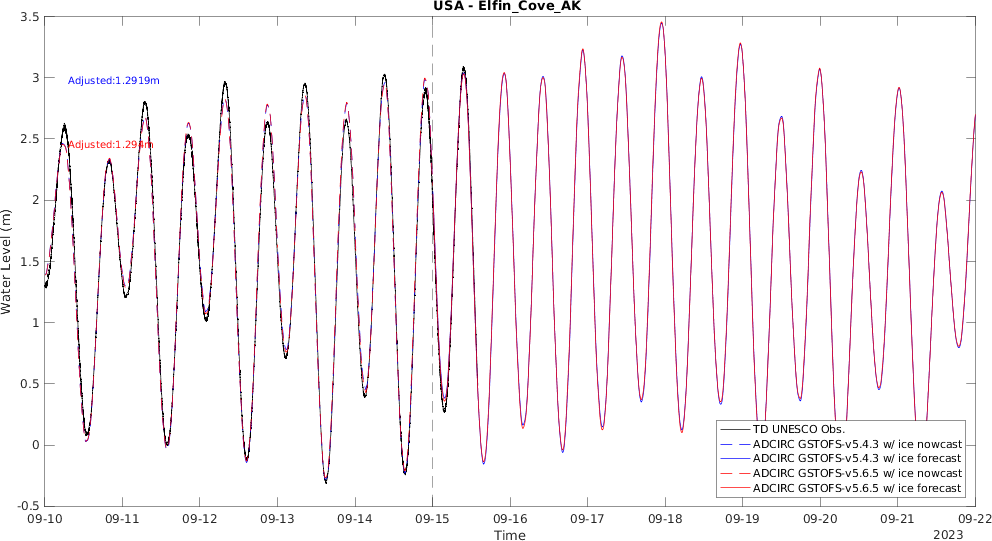 USA - Elfin_Cove_AK
3.5
3
2.5
2
1.5
1
0.5
0
-0.5
Water Level (m)
Adjusted:1.2919m
Adjusted:1.294m
TD UNESCO Obs.
ADCIRC GSTOFS-v5.4.3 w/ ice nowcast
ADCIRC GSTOFS-v5.4.3 w/ ice forecast
ADCIRC GSTOFS-v5.6.5 w/ ice nowcast
ADCIRC GSTOFS-v5.6.5 w/ ice forecast
09-10 09-11 09-12 09-13 09-14 09-15 09-16 09-17 09-18 09-19 09-20 09-21 09-22
Time
2023